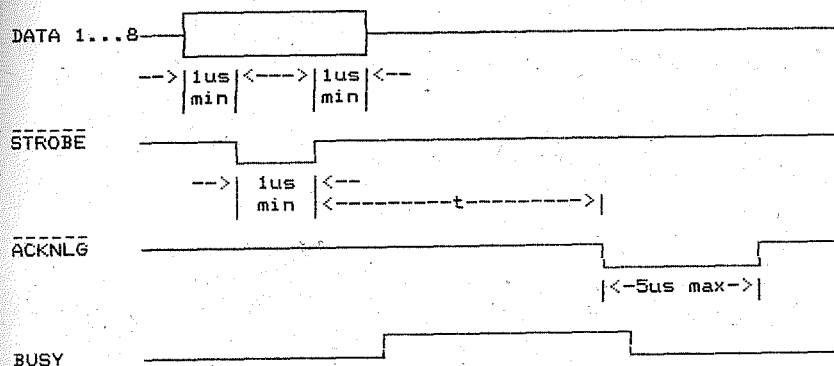 DATA 1...8
-->|1us|<--->|1us|<--
|min| |min|
STROBE
-->| 1us |<--
min |<---------t--------->|
ACKNLG
|<-5us max->|
BUSY